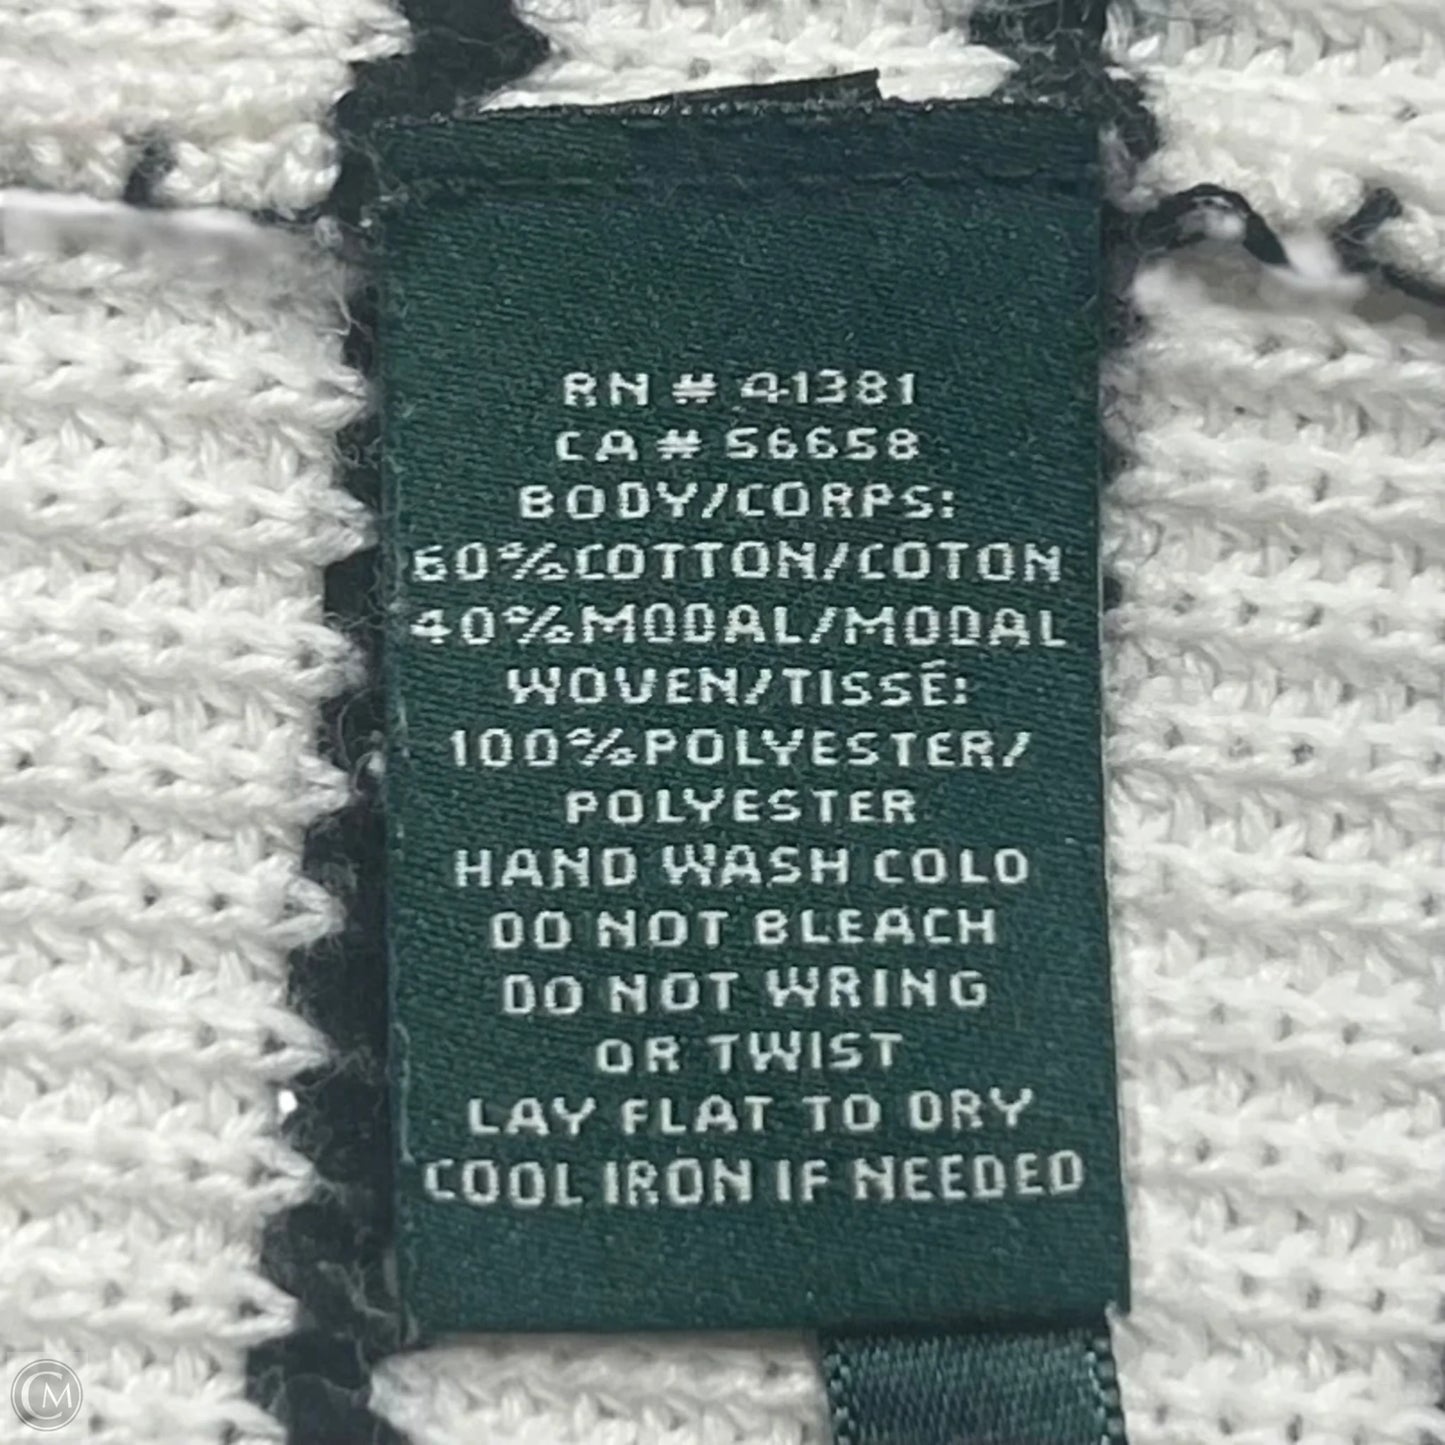 RN # 41381
CA # 56658
BODY/CORPS:
60%COTTON/COTON
40%MODAL/MODAL
WOVEN/TISSÉ:
100%POLYESTER/
POLYESTER
HAND WASH COLD
DO NOT BLEACH
DO NOT WRING
OR TWIST
LAY FLAT TO DRY
COOL IRON IF NEEDED
CM